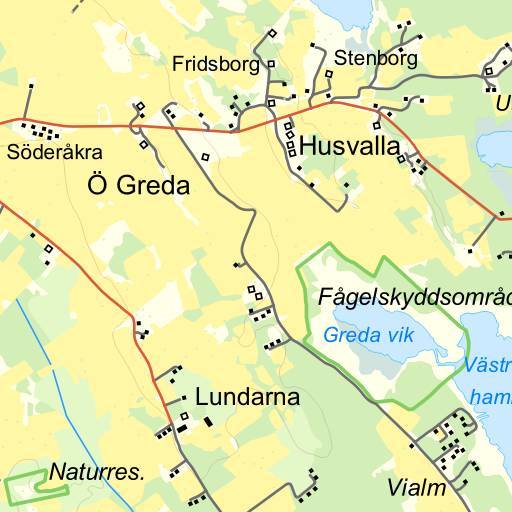 Stenborg
Fridsborg
U
Söderåkra
Husvalla
Ö Greda
Fågelskyddsområd
Greda vik
Västr
ham
Lundarna
Naturres.
Vialm